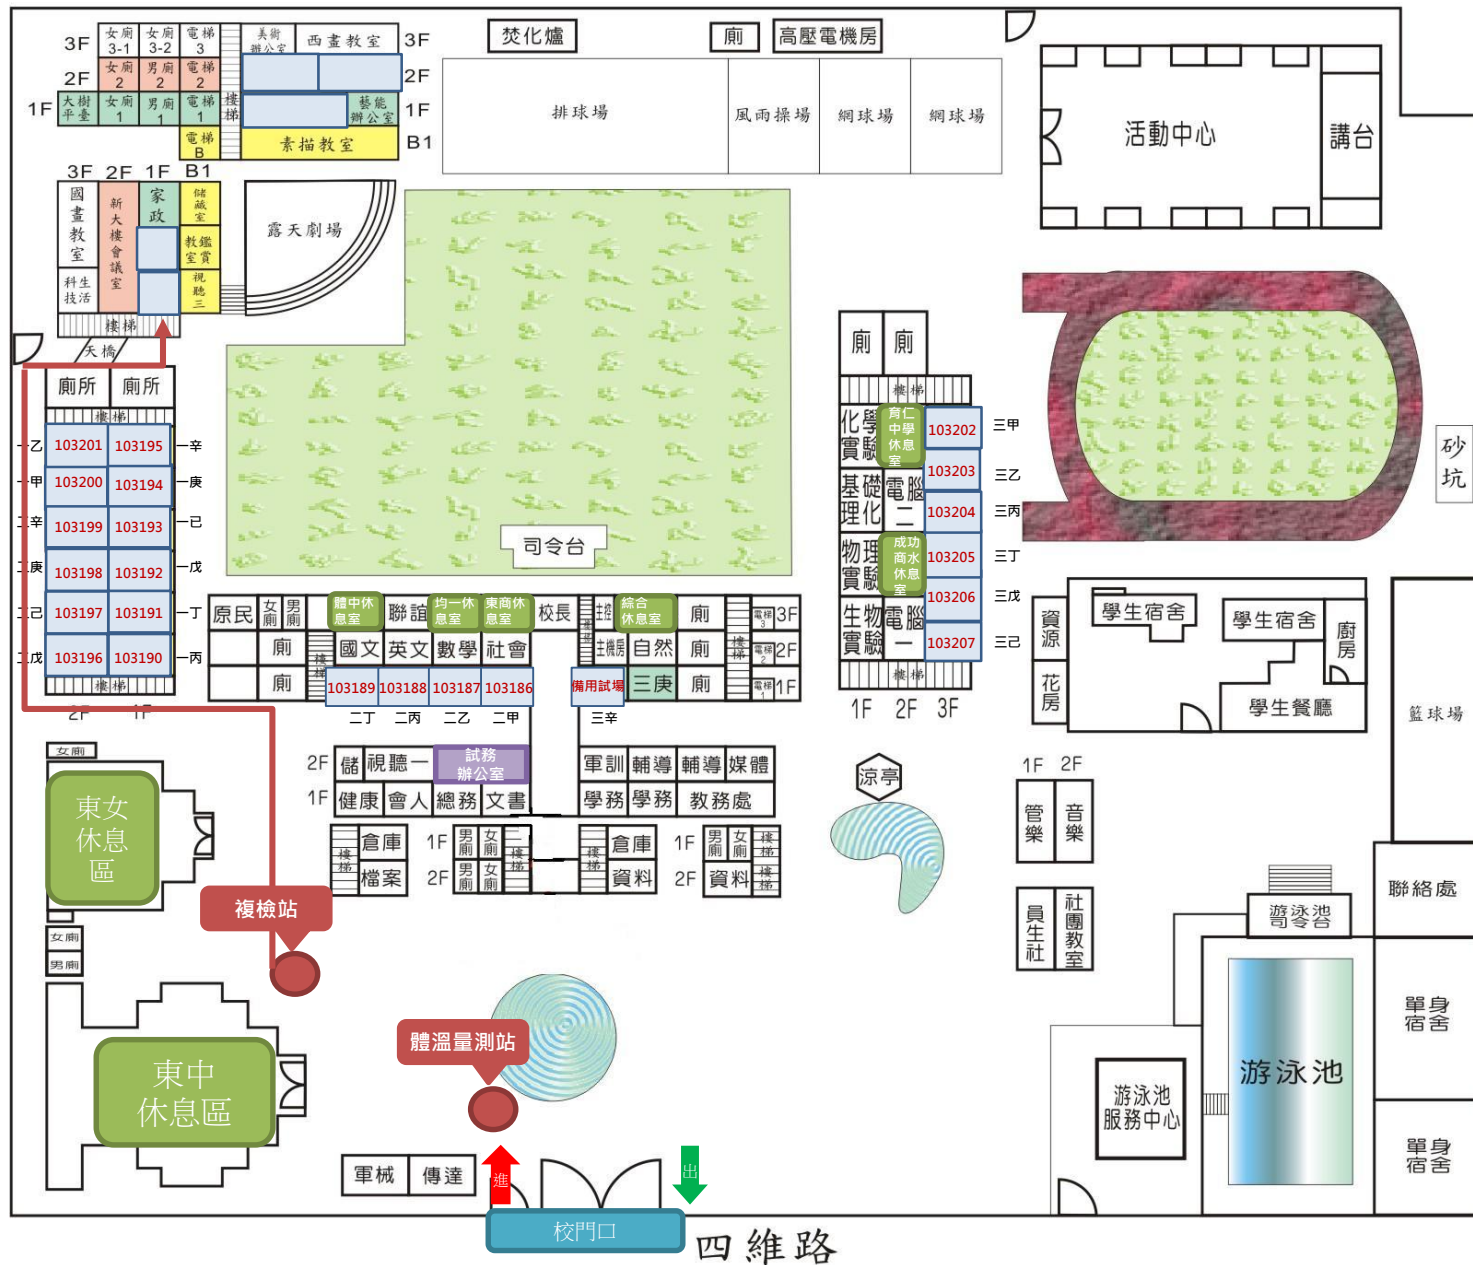 3F
女廁
3-1
女廁
3-2
電梯
3
美術
辦公室
西畫教室
3F
2F
女廁
2
男廁
2
電梯
2
2F
1F
大樹
平臺
女廁
1
男廁
1
電梯
1
樓梯
藝能
辦公室
1F
電梯
B
素描教室
B1
焚化爐
廁
高壓電機房
排球場
風雨操場
網球場
網球場
活動中心
講台
3F
2F
1F
B1
國畫教室
新大樓會議室
家政
儲藏室
教鑑
室賞
視聽三
科生
技活
樓梯
露天劇場
天橋
廁所
廁所
樓梯
一乙
103201
103195
一辛
一甲
103200
103194
一庚
二辛
103199
103193
一已
二庚
103198
103192
一戊
二己
103197
103191
一丁
二戊
103196
103190
一丙
樓梯
2F
1F
司令台
廁
廁
樓梯
化學
實驗
育仁
中學
休息
室
103202
三甲
103203
三乙
基礎
理化
電腦二
103204
三丙
物理
實驗
成功
商水
休息
室
103205
三丁
103206
三戊
生物
實驗
電腦一
103207
三己
樓梯
1F
2F
3F
砂坑
原民
女廁
男廁
體中休
息室
聯誼
均一休
息室
東商休
息室
校長
主控
綜合
休息室
廁
電梯
3
3F
廁
樓梯
國文
英文
數學
社會
樓梯
主機房
自然
廁
樓梯
電梯
2
2F
廁
103189
103188
103187
103186
備用試場
三庚
廁
電梯
1
1F
二丁
二丙
二乙
二甲
三辛
2F
儲
視聽一
試務
辦公室
軍訓
輔導
輔導
媒體
1F
健康
會人
總務
文書
學務
學務
教務處
樓梯
倉庫
檔案
1F
男廁
女廁
樓梯
2F
男廁
女廁
樓梯
倉庫
資料
1F
男廁
女廁
樓梯
2F
資料
樓梯
資源
花房
學生宿舍
學生宿舍
廚房
學生餐廳
籃球場
涼亭
1F
2F
管樂
音樂
員生社
社團教室
游泳池
司令台
聯絡處
女廁
東女
休息
區
女廁
男廁
複檢站
東中
休息區
體溫量測站
游泳池
服務中心
游泳池
單身
宿舍
單身
宿舍
軍械
傳達
進
出
校門口
四維路